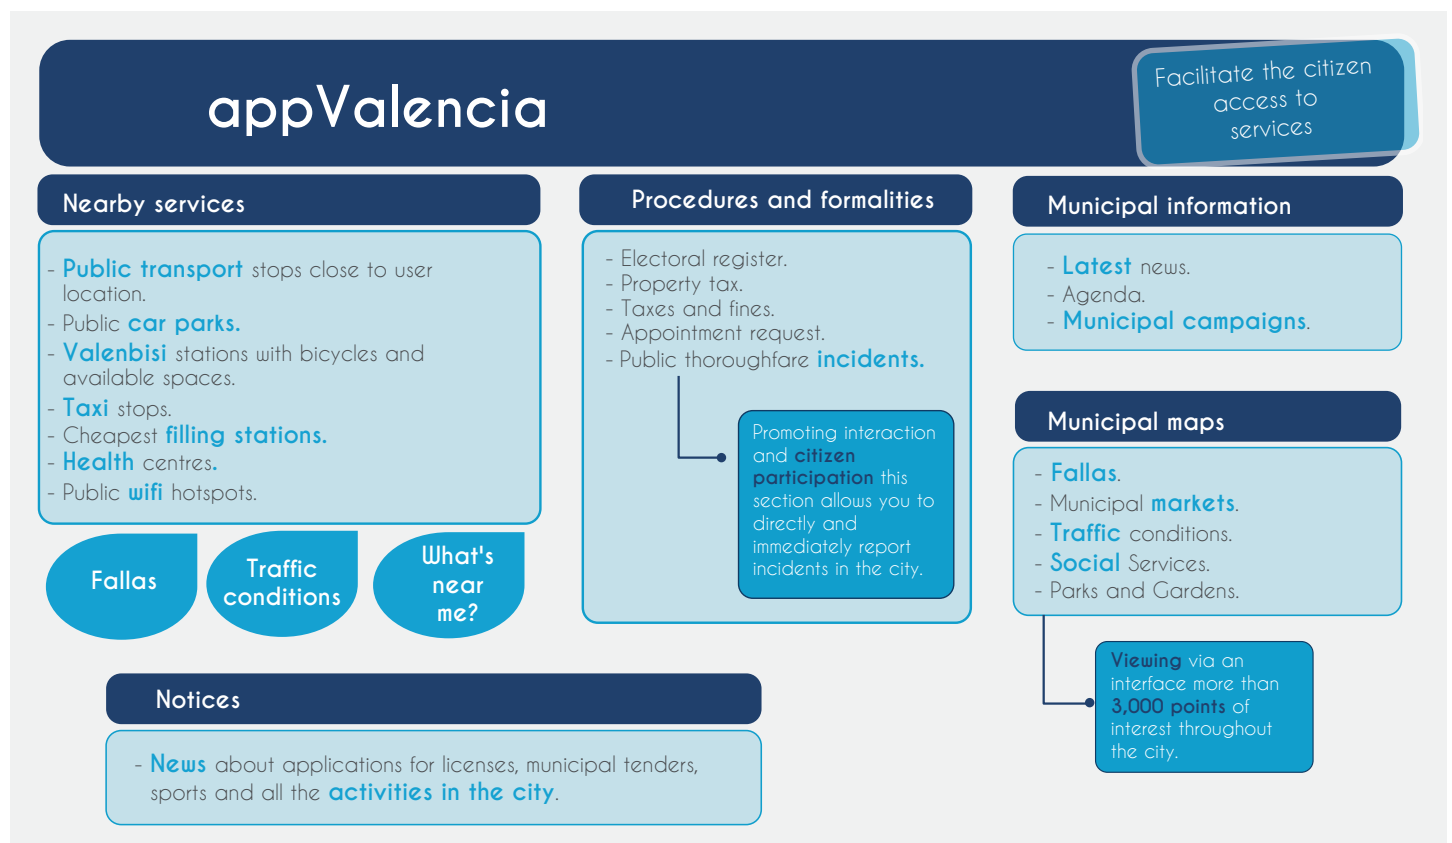 appValencia
Facilitate the citizen
access to
services
Nearby services
- Public transport stops close to user
location.
- Public car parks.
- Valenbisi stations with bicycles and
available spaces.
- Taxi stops.
- Cheapest filling stations.
- Health centres.
- Public wifi hotspots.
Fallas
Traffic
conditions
What's
near
me?
Procedures and formalities
- Electoral register.
- Property tax.
- Taxes and fines.
- Appointment request.
- Public thoroughfare incidents.
Promoting interaction
and citizen
participation this
section allows you to
directly and
immediately report
incidents in the city.
Municipal information
- Latest news.
- Agenda.
- Municipal campaigns.
Municipal maps
- Fallas.
- Municipal markets.
- Traffic conditions.
- Social Services.
- Parks and Gardens.
Viewing via an
interface more than
3,000 points of
interest throughout
the city.
Notices
- News about applications for licenses, municipal tenders,
sports and all the activities in the city.